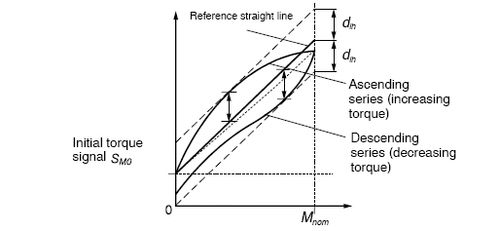 Reference straight line
d_lh
d_lh
Ascending
series (increasing
torque)
Descending
series (decreasing
torque)
Initial torque
signal S_M0
0
M_nom